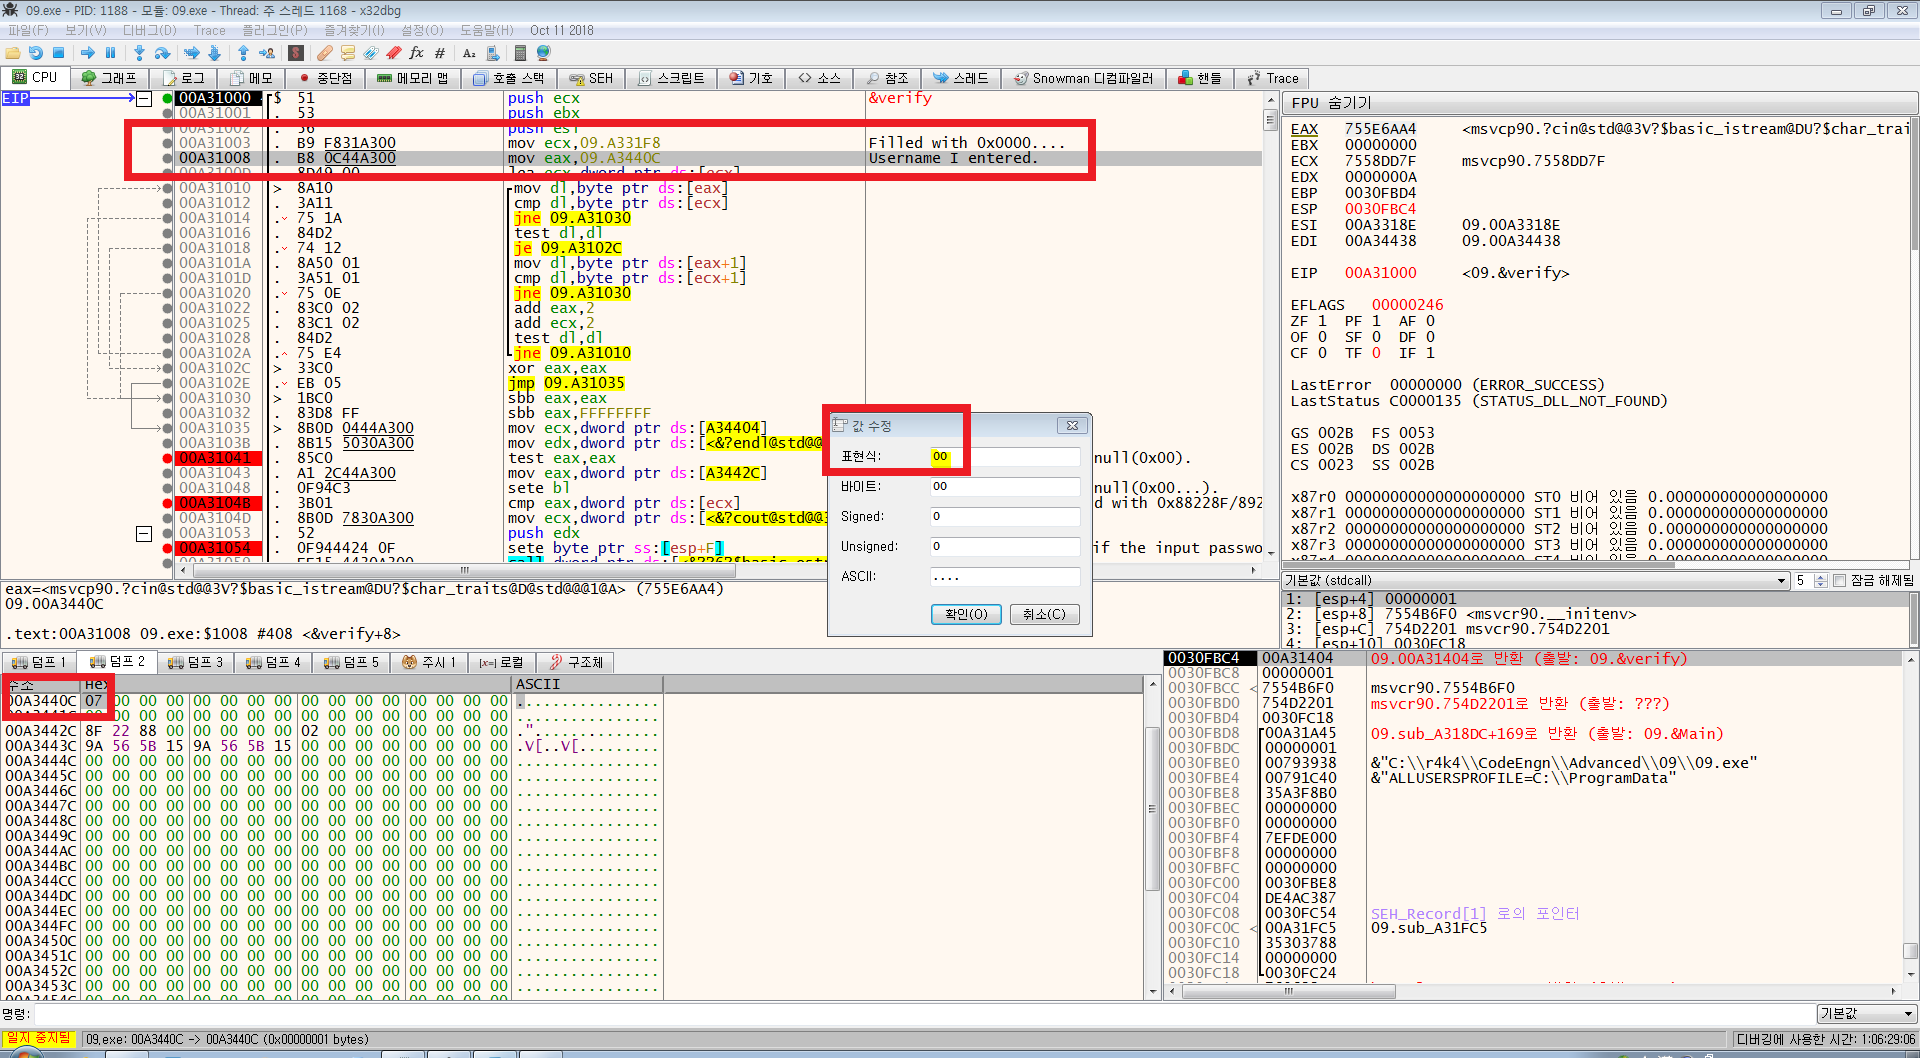 09.exe - PID: 1188 - 모듈: 09.exe - Thread: 주 스레드 1168 - x32dbg
파일(F) 보기(V) 디버그(D) Trace 플러그인(P) 즐겨찾기(I) 설정(O) 도움말(H) Oct 11 2018
CPU 그래프 로그 메모 중단점 메모리 맵 호출 스택 SEH 스크립트 기호 소스 참조 스레드 Snowman 디컴파일러 핸들 Trace
EIP 00A31000 $ 51 push ecx &verify
00A31001 . 53 push ebx
00A31002 . 56 push esi
00A31003 . B9 F831A300 mov ecx,09.A331F8 Filled with 0x0000....
00A31008 . B8 0C44A300 mov eax,09.A3440C Username I entered.
00A3100D . 8D49 00 lea ecx,dword ptr ds:[ecx]
00A31010 > 8A10 mov dl,byte ptr ds:[eax]
00A31012 . 3A11 cmp dl,byte ptr ds:[ecx]
00A31014 . 75 1A jne 09.A31030
00A31016 . 84D2 test dl,dl
00A31018 . 74 12 je 09.A3102C
00A3101A . 8A50 01 mov dl,byte ptr ds:[eax+1]
00A3101D . 3A51 01 cmp dl,byte ptr ds:[ecx+1]
00A31020 . 75 0E jne 09.A31030
00A31022 . 83C0 02 add eax,2
00A31025 . 83C1 02 add ecx,2
00A31028 . 84D2 test dl,dl
00A3102A . 75 E4 jne 09.A31010
00A3102C > 33C0 xor eax,eax
00A3102E . EB 05 jmp 09.A31035
00A31030 > 1BC0 sbb eax,eax
00A31032 . 83D8 FF sbb eax,FFFFFFFF
00A31035 > 8B0D 0444A300 mov ecx,dword ptr ds:[A34404]
00A3103B . 8B15 5030A300 mov edx,dword ptr ds:[<&?endl@std@@
00A31041 . 85C0 test eax,eax null(0x00).
00A31043 . A1 2C44A300 mov eax,dword ptr ds:[A3442C]
00A31048 . 0F94C3 sete bl null(0x00...).
00A3104B . 3B01 cmp eax,dword ptr ds:[ecx] d with 0x88228F/892
00A3104D . 8B0D 7830A300 mov ecx,dword ptr ds:[<&?cout@std@@3
00A31053 . 52 push edx
00A31054 . 0F944424 0F sete byte ptr ss:[esp+F] if the input passwo
값 수정
표현식: 00
바이트: 00
Signed: 0
Unsigned: 0
ASCII: ....
확인(O) 취소(C)
FPU 숨기기
EAX 755E6AA4 <msvcp90.?cin@std@@3V?$basic_istream@DU?$char_trai
EBX 00000000
ECX 7558DD7F msvcp90.7558DD7F
EDX 0000000A
EBP 0030FBD4
ESP 0030FBC4
ESI 00A3318E 09.00A3318E
EDI 00A34438 09.00A34438
EIP 00A31000 <09.&verify>
EFLAGS 00000246
ZF 1 PF 1 AF 0
OF 0 SF 0 DF 0
CF 0 TF 0 IF 1
LastError 00000000 (ERROR_SUCCESS)
LastStatus C0000135 (STATUS_DLL_NOT_FOUND)
GS 002B FS 0053
ES 002B DS 002B
CS 0023 SS 002B
x87r0 00000000000000000000 ST0 비어 있음 0.000000000000000000
x87r1 00000000000000000000 ST1 비어 있음 0.000000000000000000
x87r2 00000000000000000000 ST2 비어 있음 0.000000000000000000
x87r3 00000000000000000000 ST3 비어 있음 0.000000000000000000
기본값 (stdcall) 5 잠금 해제됨
1: [esp+4] 00000001
2: [esp+8] 7554B6F0 <msvcr90.__initenv>
3: [esp+C] 754D2201 msvcr90.754D2201
4: [esp+10] 0030FC18
eax=<msvcp90.?cin@std@@3V?$basic_istream@DU?$char_traits@D@std@@@1@A> (755E6AA4)
09.00A3440C
.text:00A31008 09.exe:$1008 #408 <&verify+8>
덤프 1 덤프 2 덤프 3 덤프 4 덤프 5 주시 1 로컬 구조체
주소 Hex ASCII
00A3440C 07 00 00 00 00 00 00 00 00 00 00 00 00 00 00 00 ................
00A3441C 00 00 00 00 00 00 00 00 00 00 00 00 00 00 00 00 ................
00A3442C 8F 22 88 00 00 00 00 00 02 00 00 00 00 00 00 00 .".............
00A3443C 9A 56 5B 15 9A 56 5B 15 00 00 00 00 00 00 00 00 .V[..V[.........
00A3444C 00 00 00 00 00 00 00 00 00 00 00 00 00 00 00 00 ................
00A3445C 00 00 00 00 00 00 00 00 00 00 00 00 00 00 00 00 ................
00A3446C 00 00 00 00 00 00 00 00 00 00 00 00 00 00 00 00 ................
00A3447C 00 00 00 00 00 00 00 00 00 00 00 00 00 00 00 00 ................
00A3448C 00 00 00 00 00 00 00 00 00 00 00 00 00 00 00 00 ................
00A3449C 00 00 00 00 00 00 00 00 00 00 00 00 00 00 00 00 ................
00A344AC 00 00 00 00 00 00 00 00 00 00 00 00 00 00 00 00 ................
00A344BC 00 00 00 00 00 00 00 00 00 00 00 00 00 00 00 00 ................
00A344CC 00 00 00 00 00 00 00 00 00 00 00 00 00 00 00 00 ................
00A344DC 00 00 00 00 00 00 00 00 00 00 00 00 00 00 00 00 ................
00A344EC 00 00 00 00 00 00 00 00 00 00 00 00 00 00 00 00 ................
00A344FC 00 00 00 00 00 00 00 00 00 00 00 00 00 00 00 00 ................
00A3450C 00 00 00 00 00 00 00 00 00 00 00 00 00 00 00 00 ................
00A3451C 00 00 00 00 00 00 00 00 00 00 00 00 00 00 00 00 ................
00A3452C 00 00 00 00 00 00 00 00 00 00 00 00 00 00 00 00 ................
00A3453C 00 00 00 00 00 00 00 00 00 00 00 00 00 00 00 00 ................
0030FBC4 00A31404 09.00A31404로 반환 (출발: 09.&verify)
0030FBC8 00000001
0030FBCC 7554B6F0 msvcr90.7554B6F0
0030FBD0 754D2201 msvcr90.754D2201로 반환 (출발: ???)
0030FBD4 0030FC18
0030FBD8 00A31A45 09.sub_A318DC+169로 반환 (출발: 09.&Main)
0030FBDC 00000001
0030FBE0 00793938 &"C:\\r4k4\\CodeEngn\\Advanced\\09\\09.exe"
0030FBE4 00791C40 &"ALLUSERSPROFILE=C:\\ProgramData"
0030FBE8 35A3F8B0
0030FBEC 00000000
0030FBF0 00000000
0030FBF4 7EFDE000
0030FBF8 00000000
0030FBFC 00000000
0030FC00 0030FBE8
0030FC04 DE4AC387
0030FC08 0030FC54 SEH_Record[1] 로의 포인터
0030FC0C 00A31FC5 09.sub_A31FC5
0030FC10 35303788
0030FC14 00000000
0030FC18 0030FC24
명령: 기본값
일지 중지됨 09.exe: 00A3440C -> 00A3440C (0x00000001 bytes) 디버깅에 사용한 시간: 1:06:29:06